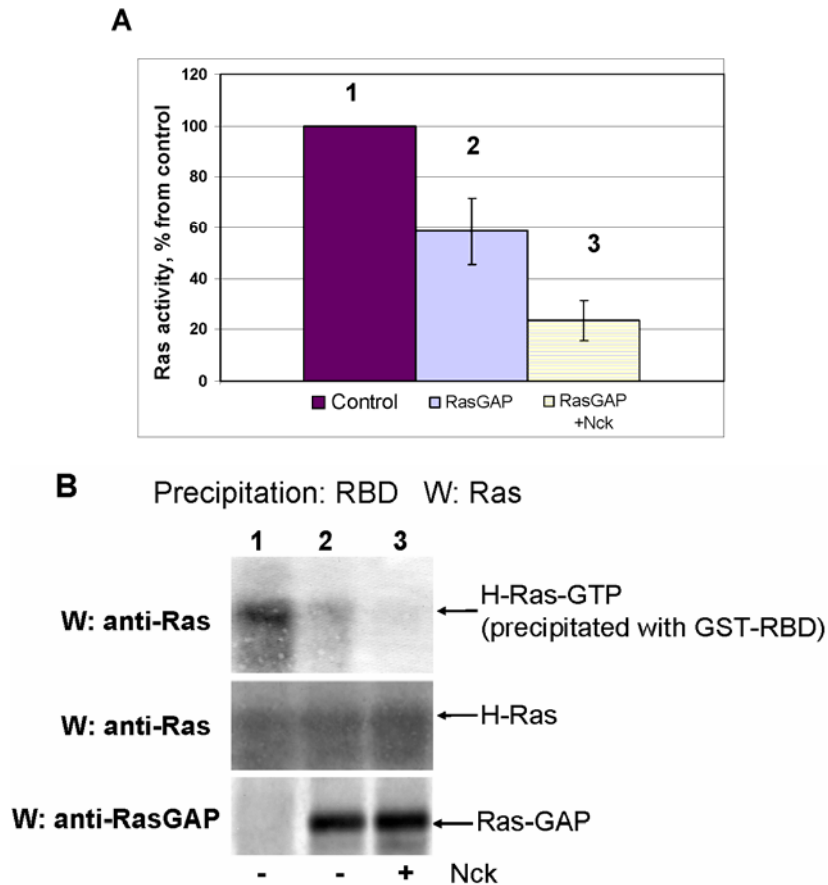 A
Ras activity, % from control
120
100
80
60
40
20
0
1
2
3
Control
RasGAP
RasGAP
+Nck
B
Precipitation: RBD W: Ras
1 2 3
W: anti-Ras
H-Ras-GTP
(precipitated with GST-RBD)
W: anti-Ras
H-Ras
W: anti-RasGAP
Ras-GAP
- - + Nck